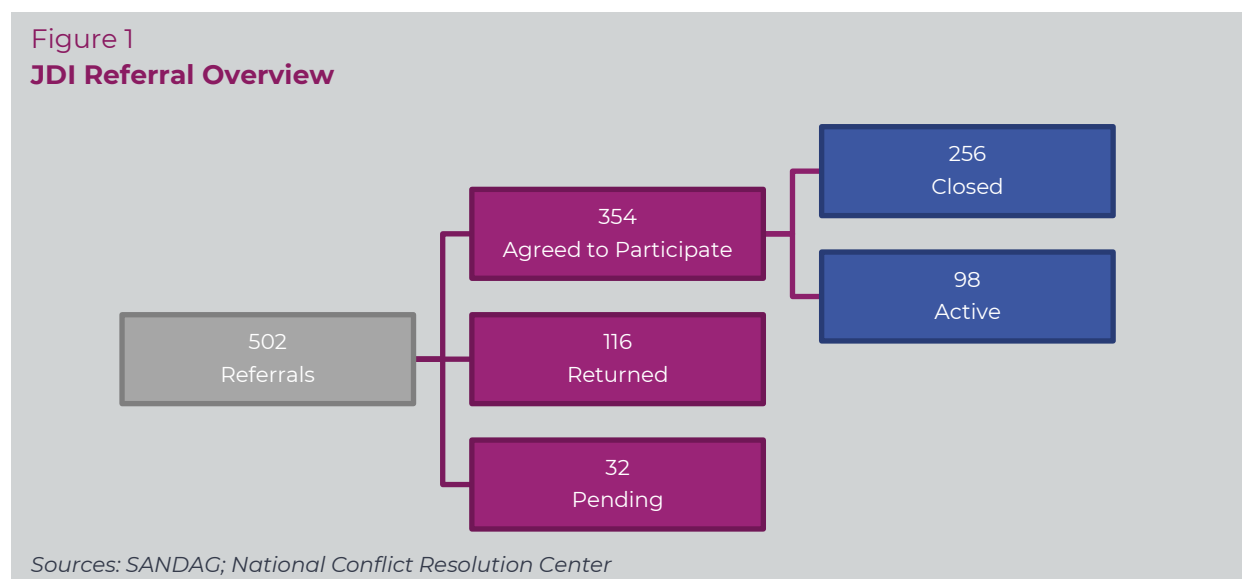 Figure 1
JDI Referral Overview
256
Closed
354
Agreed to Participate
98
Active
502
Referrals
116
Returned
32
Pending
Sources: SANDAG; National Conflict Resolution Center